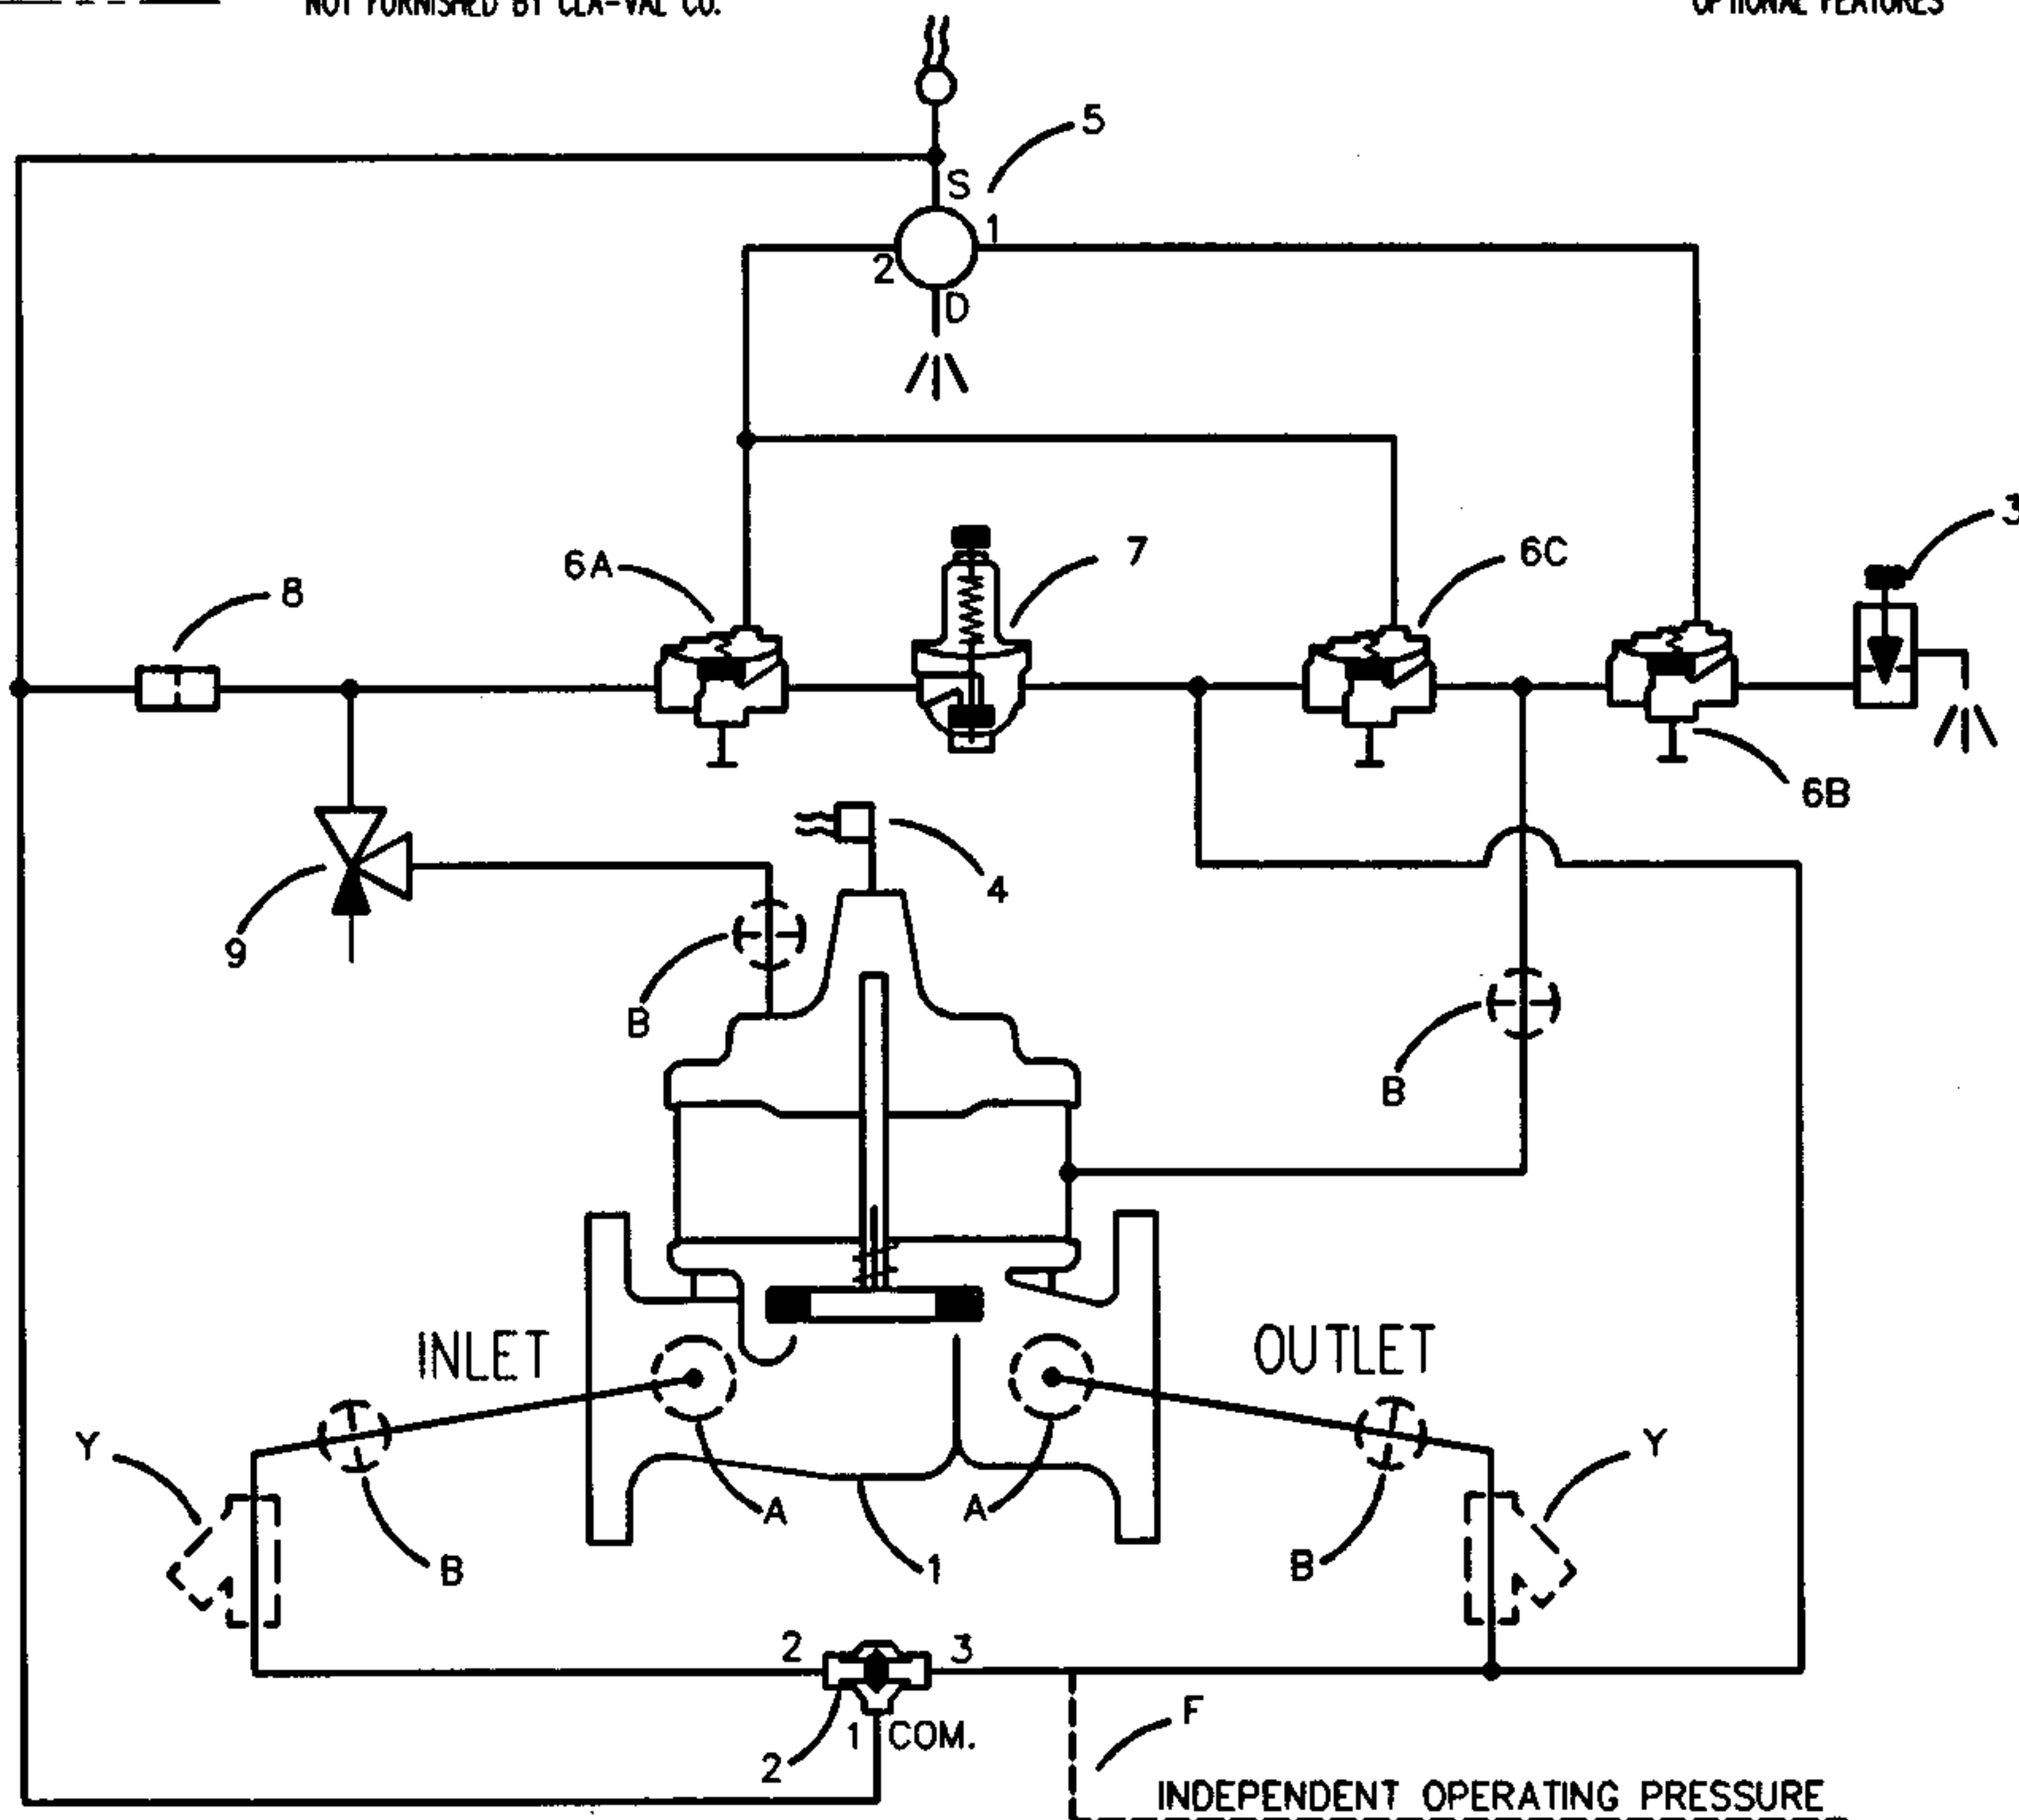 NOT FURNISHED BY CLA-VAL CO.
OPTIONAL FEATURES
5
S
1
2
D
3
6A
7
6C
8
6B
4
9
B
B
INLET
OUTLET
Y
Y
A
A
B
B
1
2
3
1 COM.
2
F
INDEPENDENT OPERATING PRESSURE